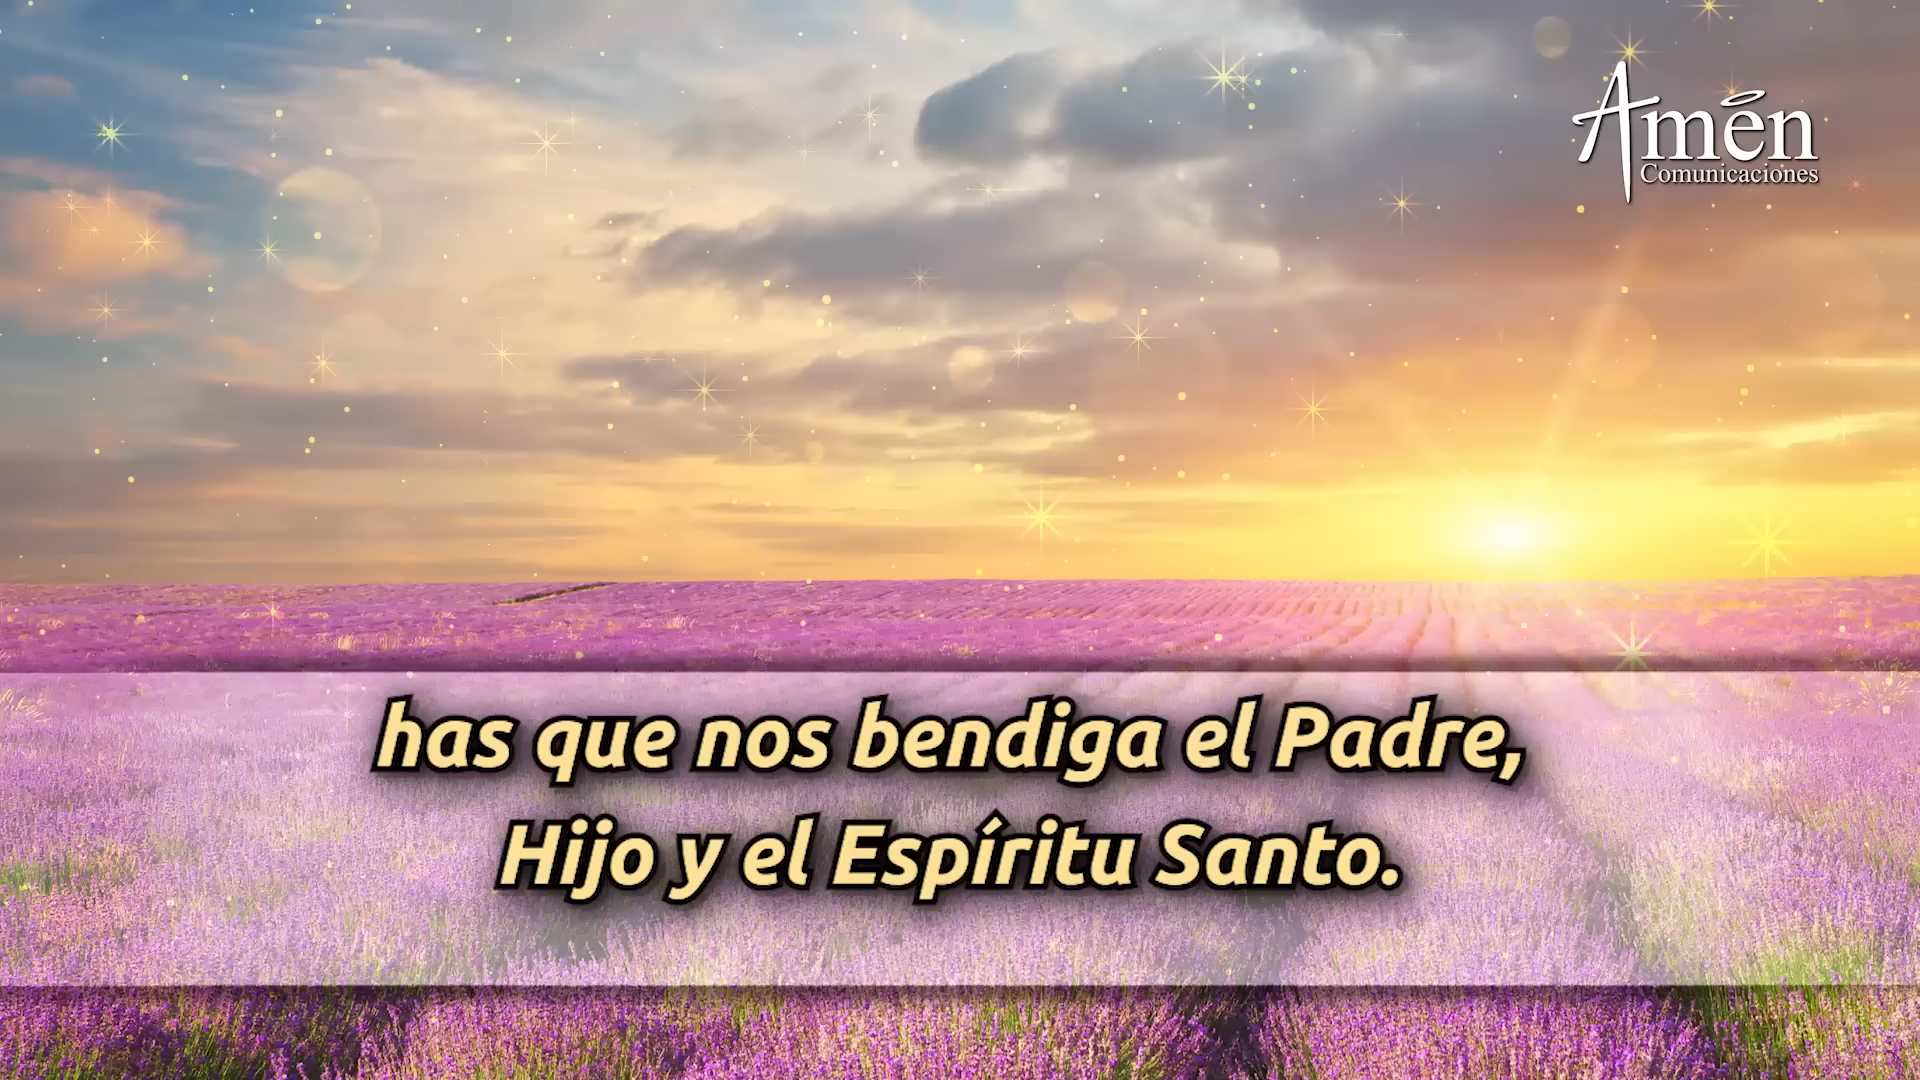 Amén
Comunicaciones
has que nos bendiga el Padre,
Hijo y el Espíritu Santo.